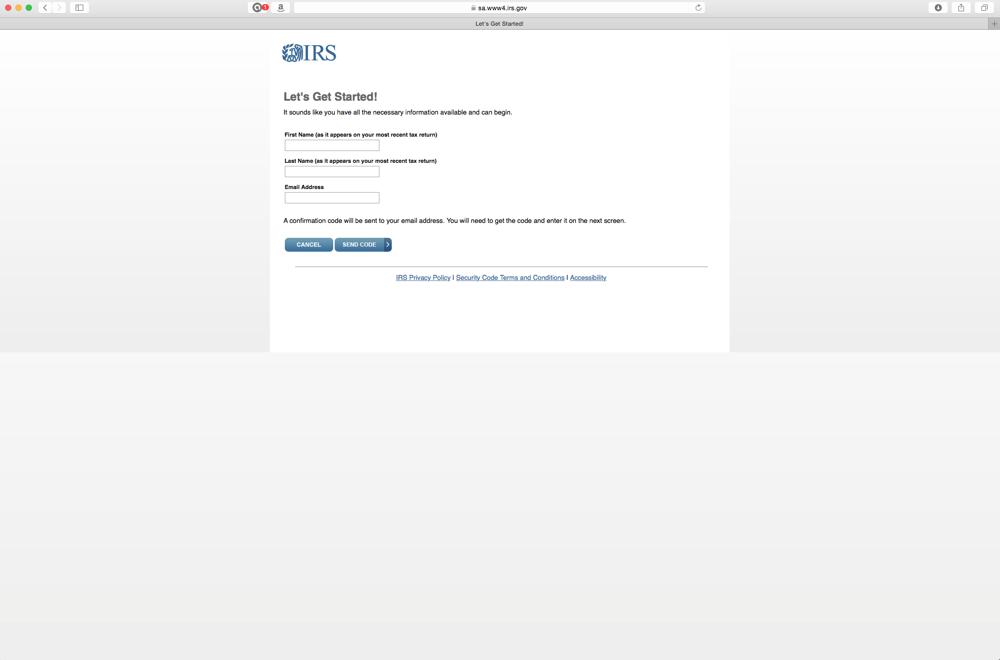 1
a
sa.www4.irs.gov
Let's Get Started!
IRS
Let's Get Started!
It sounds like you have all the necessary information available and can begin.
First Name (as it appears on your most recent tax return)
Last Name (as it appears on your most recent tax return)
Email Address
A confirmation code will be sent to your email address. You will need to get the code and enter it on the next screen.
CANCEL SEND CODE
IRS Privacy Policy | Security Code Terms and Conditions | Accessibility